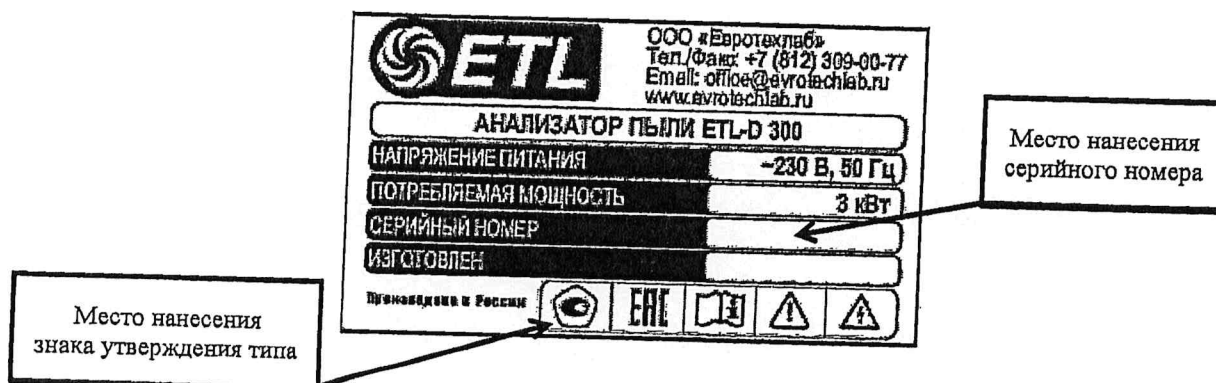 ETL
ООО «Евротехлаб»
Тел./Факс +7 (812) 309-00-77
Email: office@evrotechlab.ru
www.evrotechlab.ru
АНАЛИЗАТОР ПЫЛИ ETL-D 300
НАПРЯЖЕНИЕ ПИТАНИЯ ~230 В, 50 Гц
ПОТРЕБЛЯЕМАЯ МОЩНОСТЬ 3 кВт
СЕРИЙНЫЙ НОМЕР
ИЗГОТОВЛЕН
Произведено в России
EAC
Место нанесения
серийного номера
Место нанесения
знака утверждения типа